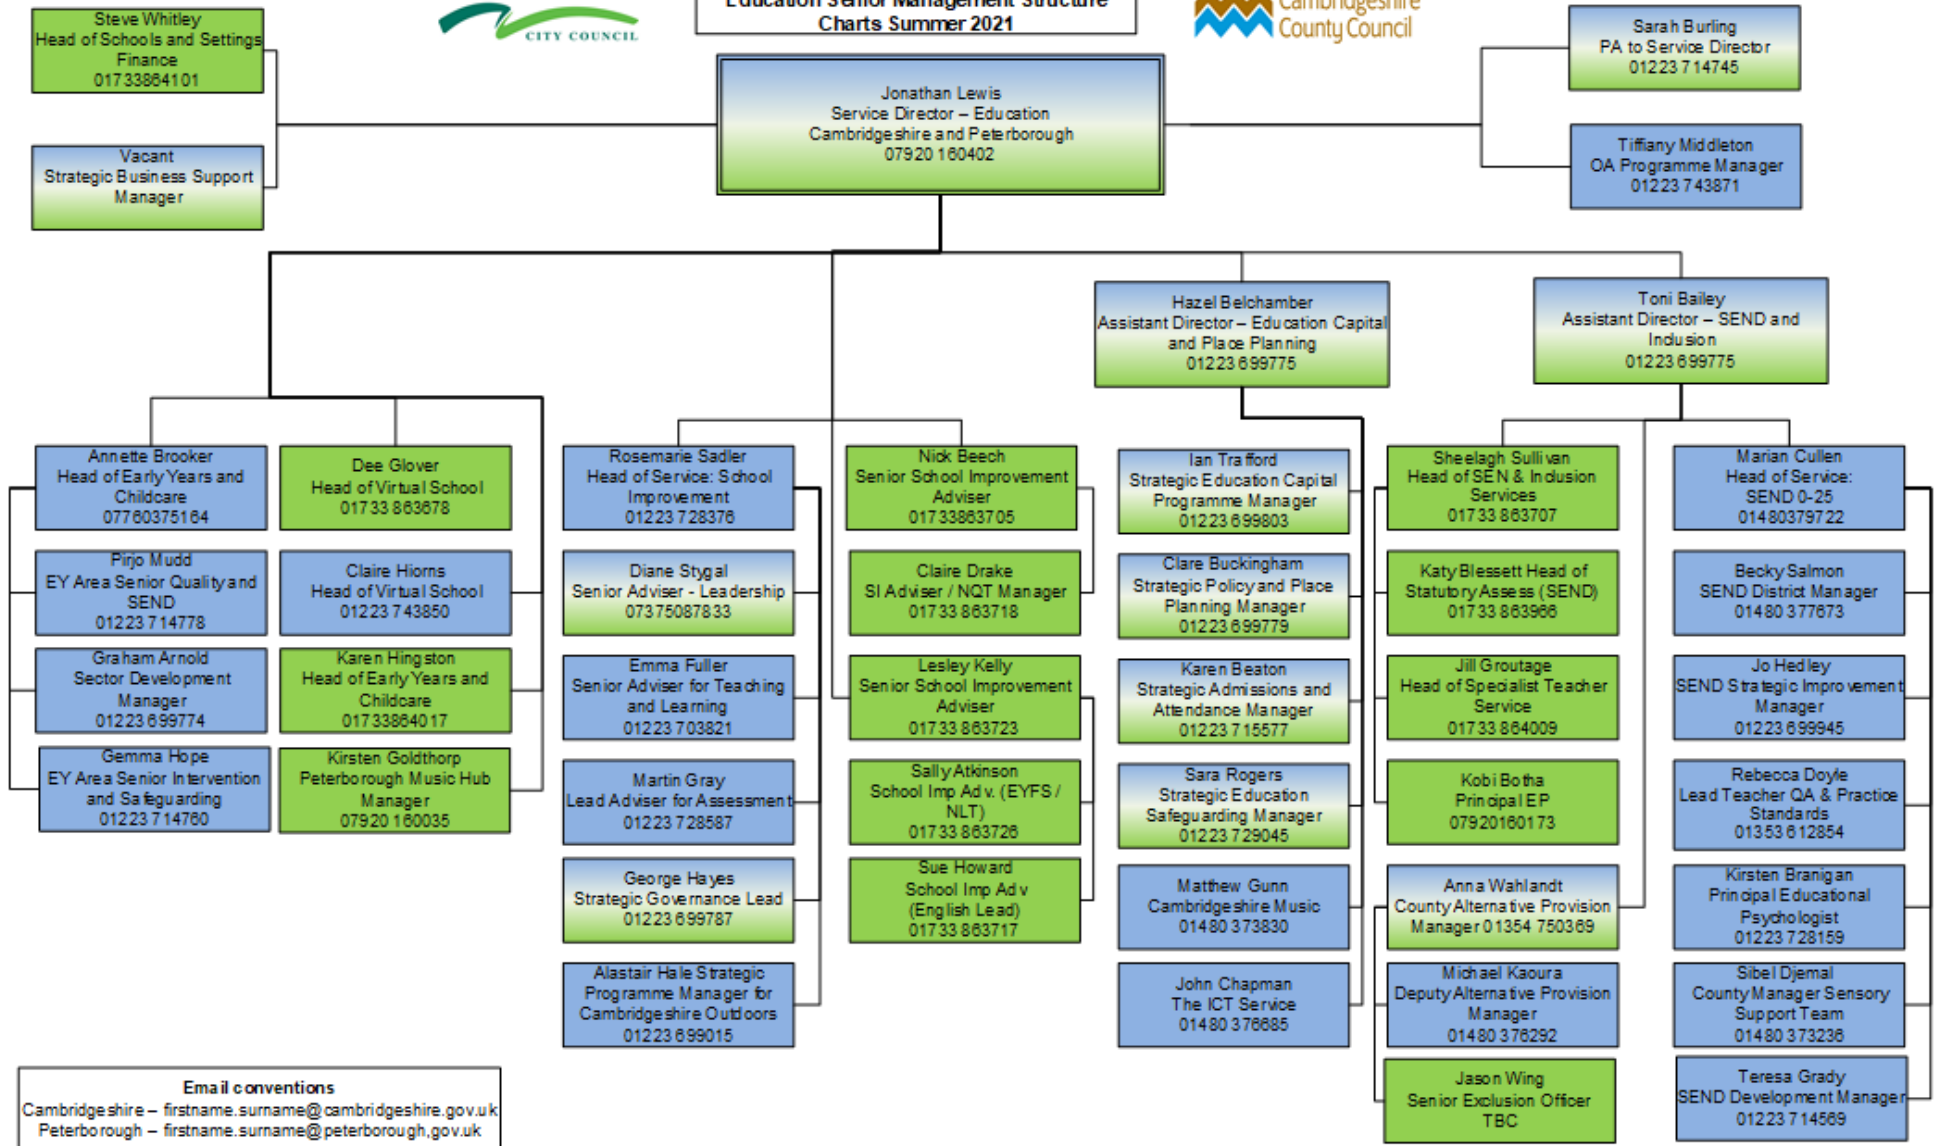 Steve Whitley
Head of Schools and Settings
Finance
01733864101
CITY COUNCIL
Education Senior Management Structure
Charts Summer 2021
Cambridgeshire
County Council
Sarah Burling
PA to Service Director
01223 714745
Jonathan Lewis
Service Director – Education
Cambridgeshire and Peterborough
07920 160402
Vacant
Strategic Business Support
Manager
Tiffiany Middleton
OA Programme Manager
01223 743871
Hazel Belchamber
Assistant Director – Education Capital
and Place Planning
01223 699775
Toni Bailey
Assistant Director – SEND and
Inclusion
01223 699775
Annette Brooker
Head of Early Years and
Childcare
07760375164
Pirjo Mudd
EY Area Senior Quality and
SEND
01223 714778
Graham Arnold
Sector Development
Manager
01223 699774
Gemma Hope
EY Area Senior Intervention
and Safeguarding
01223 714760
Dee Glover
Head of Virtual School
01733 863678
Claire Hiorns
Head of Virtual School
01223 743850
Karen Hingston
Head of Early Years and
Childcare
01733864017
Kirsten Goldthorp
Peterborough Music Hub
Manager
07920 160035
Rosemarie Sadler
Head of Service: School
Improvement
01223 728376
Diane Stygal
Senior Adviser - Leadership
07375087833
Emma Fuller
Senior Adviser for Teaching
and Learning
01223 703821
Martin Gray
Lead Adviser for Assessment
01223 728587
George Hayes
Strategic Governance Lead
01223 699787
Alastair Hale Strategic
Programme Manager for
Cambridgeshire Outdoors
01223 699015
Nick Beech
Senior School Improvement
Adviser
01733863705
Claire Drake
SI Adviser / NQT Manager
01733 863718
Lesley Kelly
Senior School Improvement
Adviser
01733 863723
Sally Atkinson
School Imp Adv. (EYFS /
NLT)
01733 863726
Sue Howard
School Imp Adv
(English Lead)
01733 863717
Ian Trafford
Strategic Education Capital
Programme Manager
01223 699803
Clare Buckingham
Strategic Policy and Place
Planning Manager
01223 699779
Karen Beaton
Strategic Admissions and
Attendance Manager
01223 715577
Sara Rogers
Strategic Education
Safeguarding Manager
01223 729045
Matthew Gunn
Cambridgeshire Music
01480 373830
John Chapman
The ICT Service
01480 376685
Sheelagh Sullivan
Head of SEN & Inclusion
Services
01733 863707
Katy Blessett Head of
Statutory Assess (SEND)
01733 863966
Jill Groutage
Head of Specialist Teacher
Service
01733 864009
Kobi Botha
Principal EP
07920160173
Anna Wahlandt
County Alternative Provision
Manager 01354 750369
Michael Kaoura
Deputy Alternative Provision
Manager
01480 376292
Jason Wing
Senior Exclusion Officer
TBC
Marian Cullen
Head of Service:
SEND 0-25
01480379722
Becky Salmon
SEND District Manager
01480 377673
Jo Hedley
SEND Strategic Improvement
Manager
01223 699945
Rebecca Doyle
Lead Teacher QA & Practice
Standards
01353 612854
Kirsten Branigan
Principal Educational
Psychologist
01223 728159
Sibel Djemal
County Manager Sensory
Support Team
01480 373236
Teresa Grady
SEND Development Manager
01223 714569
Email conventions
Cambridgeshire – firstname.surname@cambridgeshire.gov.uk
Peterborough – firstname.surname@peterborough,gov.uk